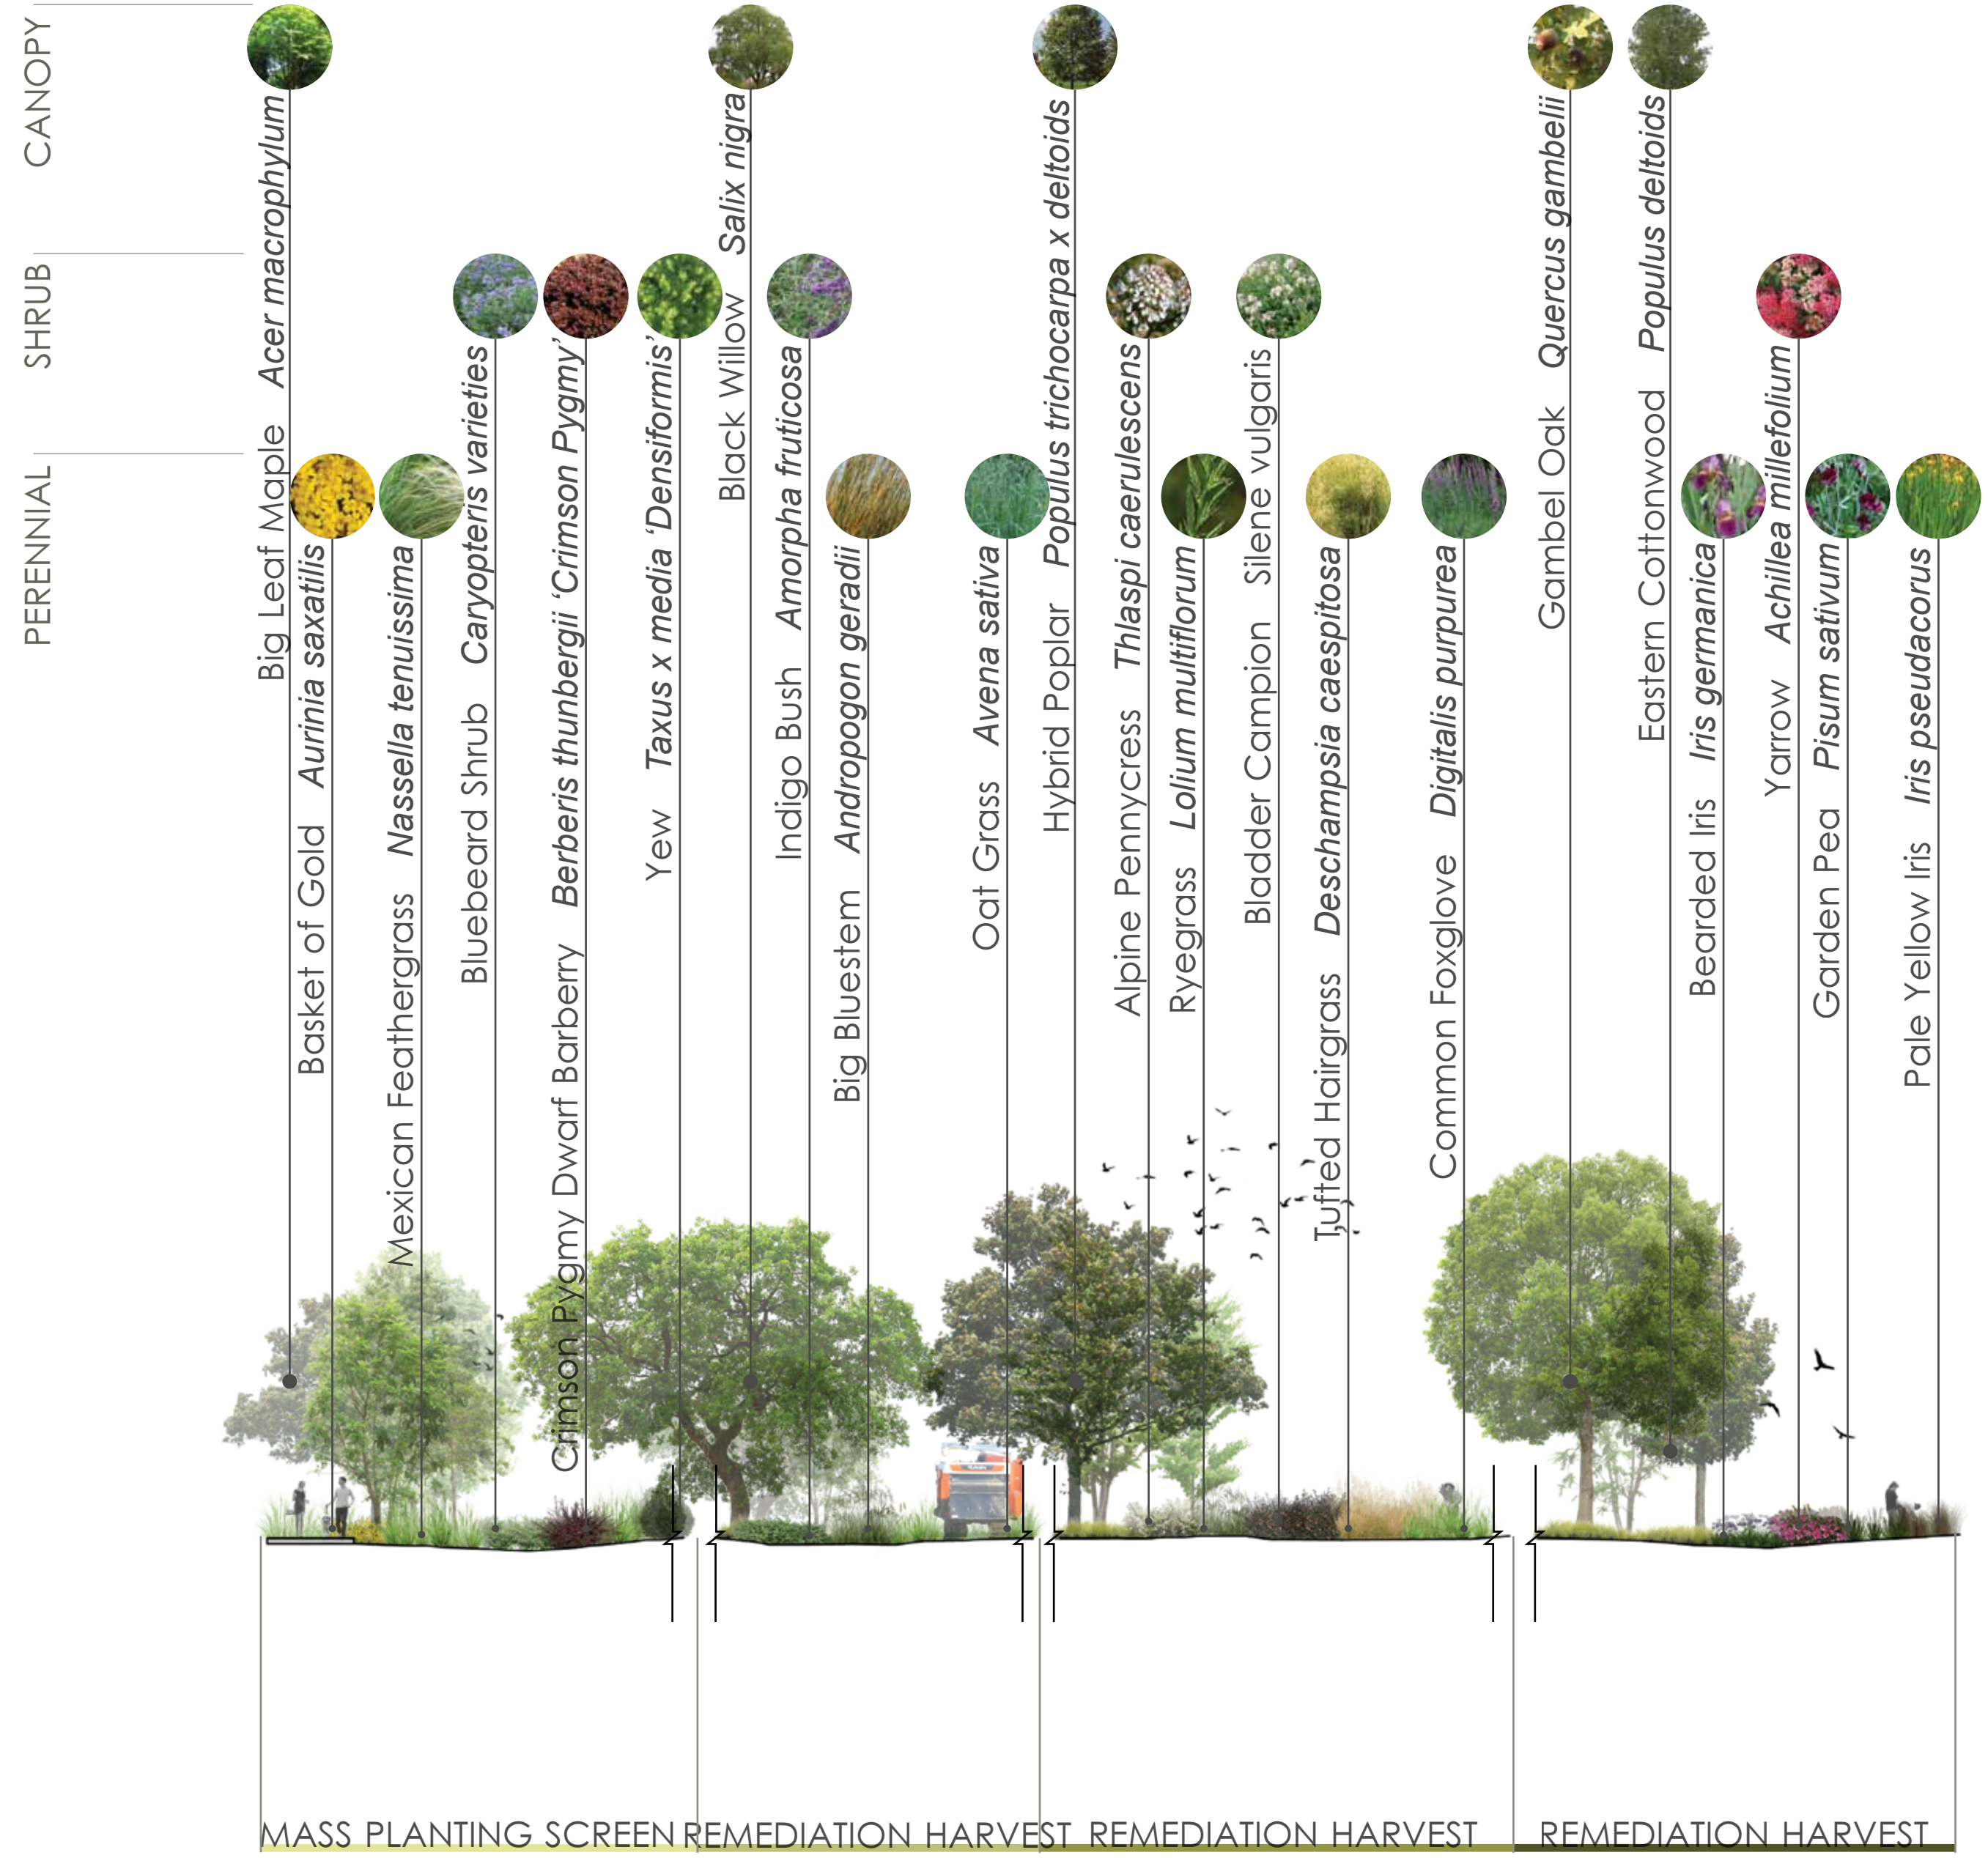 CANOPY
SHRUB
PERENNIAL
Big Leaf Maple Acer macrophylum
Basket of Gold Aurinia saxatilis
Mexican Feathergrass Nassella tenuissima
Bluebeard Shrub Caryopteris varieties
Crimson Pygmy Dwarf Barberry Berberis thunbergii ‘Crimson Pygmy’
Yew Taxus x media ‘Densiformis’
Black Willow Salix nigra
Indigo Bush Amorpha fruticosa
Big Bluestem Andropogon geradii
Oat Grass Avena sativa
Hybrid Poplar Populus trichocarpa x deltoids
Alpine Pennycress Thlaspi caerulescens
Ryegrass Lolium multiflorum
Bladder Campion Silene vulgaris
Tufted Hairgrass Deschampsia caespitosa
Common Foxglove Digitalis purpurea
Gambel Oak Quercus gambelii
Eastern Cottonwood Populus deltoids
Bearded Iris Iris germanica
Yarrow Achillea millefolium
Garden Pea Pisum sativum
Pale Yellow Iris Iris pseudacorus
MASS PLANTING SCREEN
REMEDIATION HARVEST
REMEDIATION HARVEST
REMEDIATION HARVEST